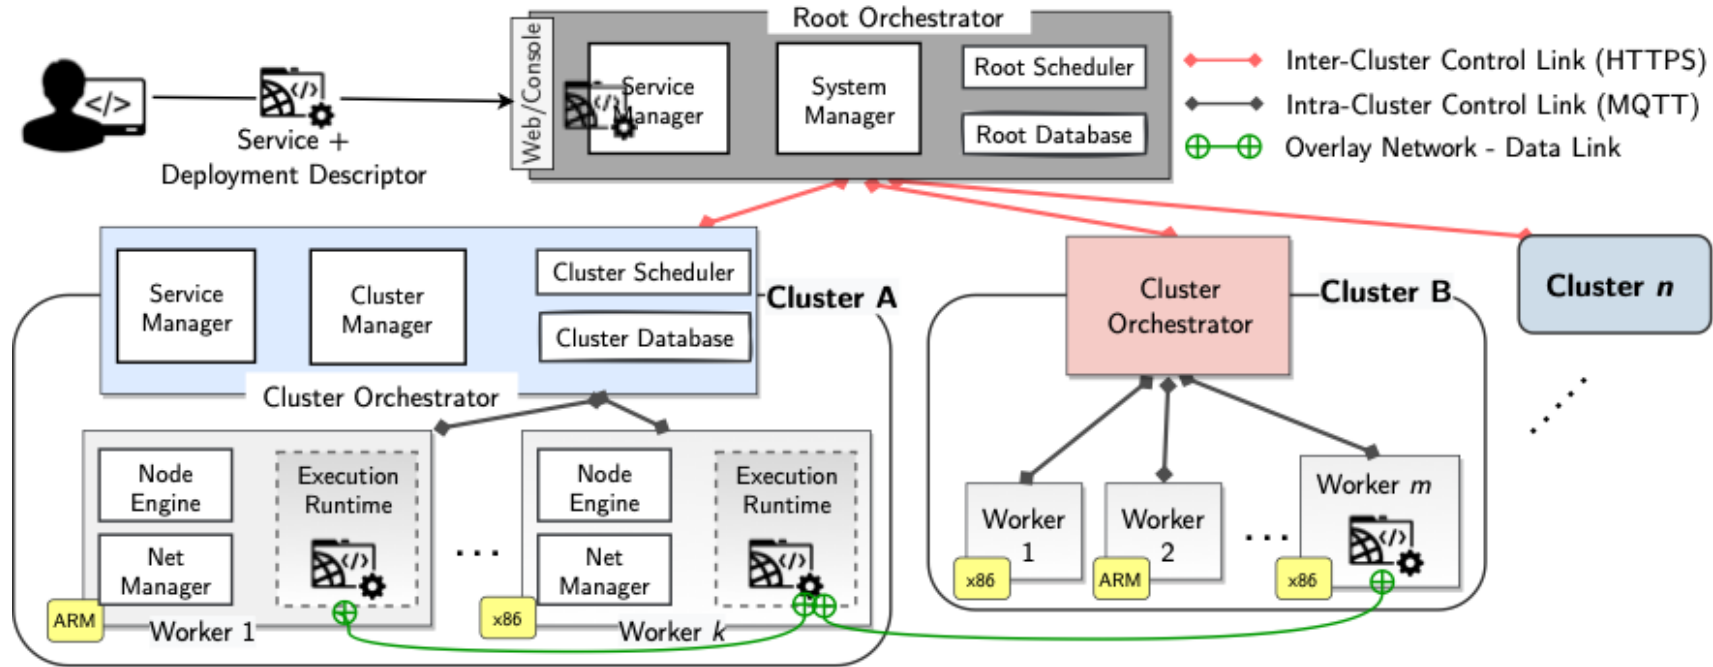 Root Orchestrator
Web/Console
Service
Manager
System
Manager
Root Scheduler
Root Database
Inter-Cluster Control Link (HTTPS)
Intra-Cluster Control Link (MQTT)
Overlay Network - Data Link
</>
Service +
Deployment Descriptor
</>
</>
Service
Manager
Cluster
Manager
Cluster Scheduler
Cluster Database
Cluster A
Cluster Orchestrator
Node
Engine
Net
Manager
Execution
Runtime
</>
ARM
Worker 1
...
Node
Engine
Net
Manager
Execution
Runtime
</>
x86
Worker k
Cluster
Orchestrator
Cluster B
Cluster n
Worker
1
x86
Worker
2
ARM
...
Worker m
</>
x86